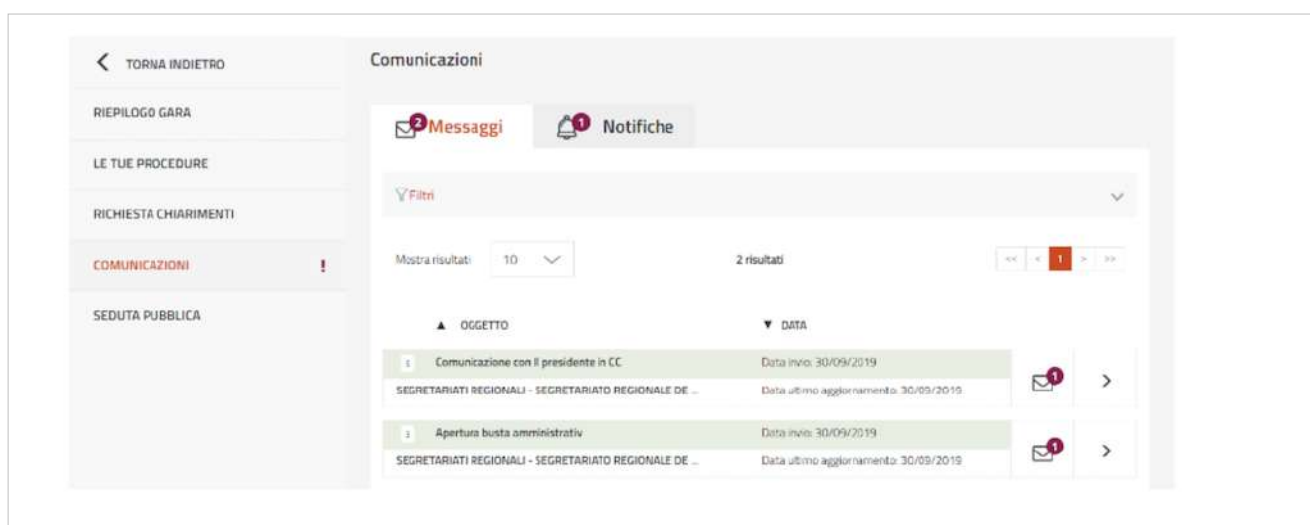 TORNA INDIETRO
RIEPILOGO GARA
LE TUE PROCEDURE
RICHIESTA CHIARIMENTI
COMUNICAZIONI !
SEDUTA PUBBLICA
Comunicazioni
2 Messaggi 1 Notifiche
Filtri
Mostra risultati 10 2 risultati << < 1 > >>
▲ OGGETTO ▼ DATA
Comunicazione con Il presidente in CC Data invio: 30/09/2019
SEGRETARIATI REGIONALI - SEGRETARIATO REGIONALE DE ... Data ultimo aggiornamento: 30/09/2019 1 >
Apertura busta amministrativ Data invio: 30/09/2019
SEGRETARIATI REGIONALI - SEGRETARIATO REGIONALE DE ... Data ultimo aggiornamento: 30/09/2019 1 >